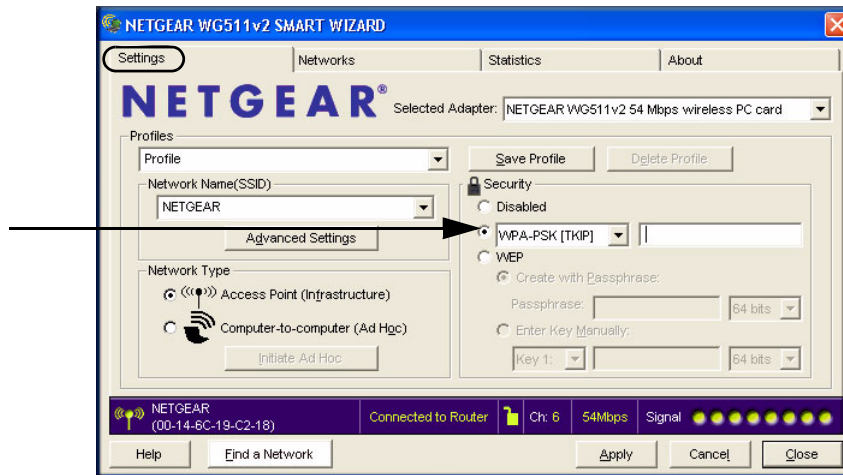 NETGEAR WG511v2 SMART WIZARD
Settings
Networks
Statistics
About
NETGEAR®
Selected Adapter: NETGEAR WG511v2 54 Mbps wireless PC card
Profiles
Profile
Save Profile
Delete Profile
Network Name(SSID)
NETGEAR
Advanced Settings
Security
Disabled
WPA-PSK [TKIP]
WEP
Create with Passphrase:
Passphrase:
64 bits
Enter Key Manually:
Key 1:
64 bits
Network Type
Access Point (Infrastructure)
Computer-to-computer (Ad Hoc)
Initiate Ad Hoc
NETGEAR
(00-14-6C-19-C2-18)
Connected to Router
Ch: 6
54Mbps
Signal
Help
Find a Network
Apply
Cancel
Close